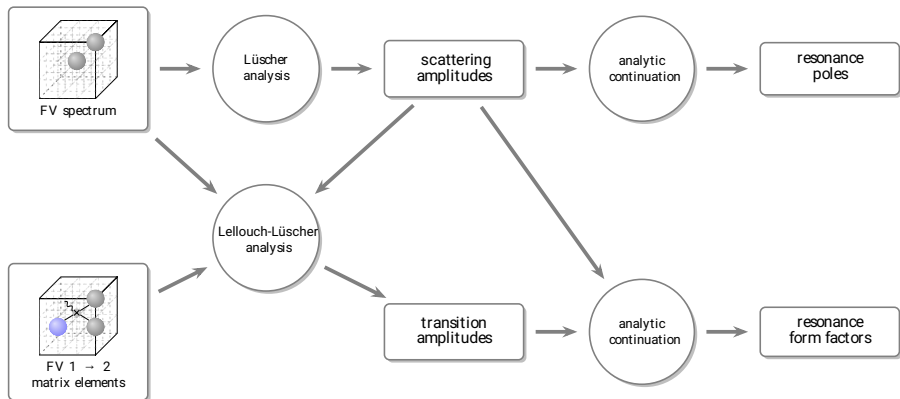 FV spectrum
Lüscher
analysis
scattering
amplitudes
analytic
continuation
resonance
poles
Lellouch-Lüscher
analysis
FV 1 → 2
matrix elements
transition
amplitudes
analytic
continuation
resonance
form factors